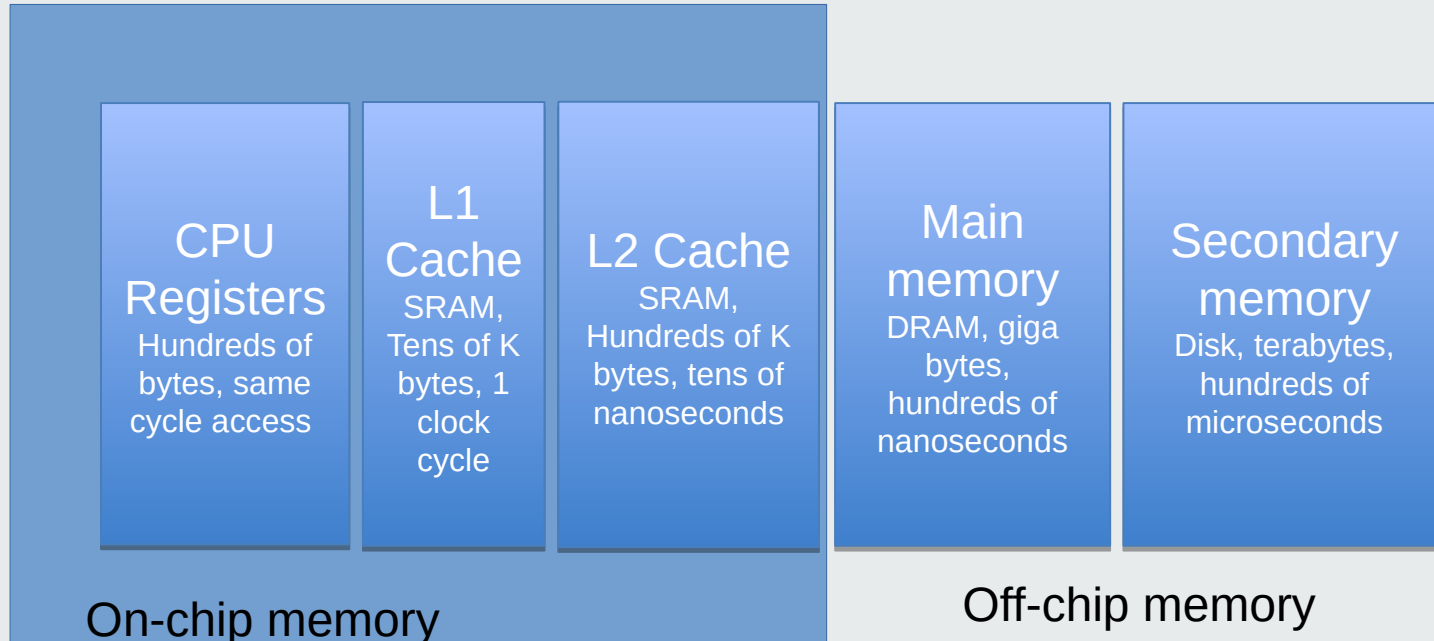 CPU
Registers
Hundreds of
bytes, same
cycle access
L1
Cache
SRAM,
Tens of K
bytes, 1
clock
cycle
L2 Cache
SRAM,
Hundreds of K
bytes, tens of
nanoseconds
Main
memory
DRAM, giga
bytes,
hundreds of
nanoseconds
Secondary
memory
Disk, terabytes,
hundreds of
microseconds
On-chip memory
Off-chip memory